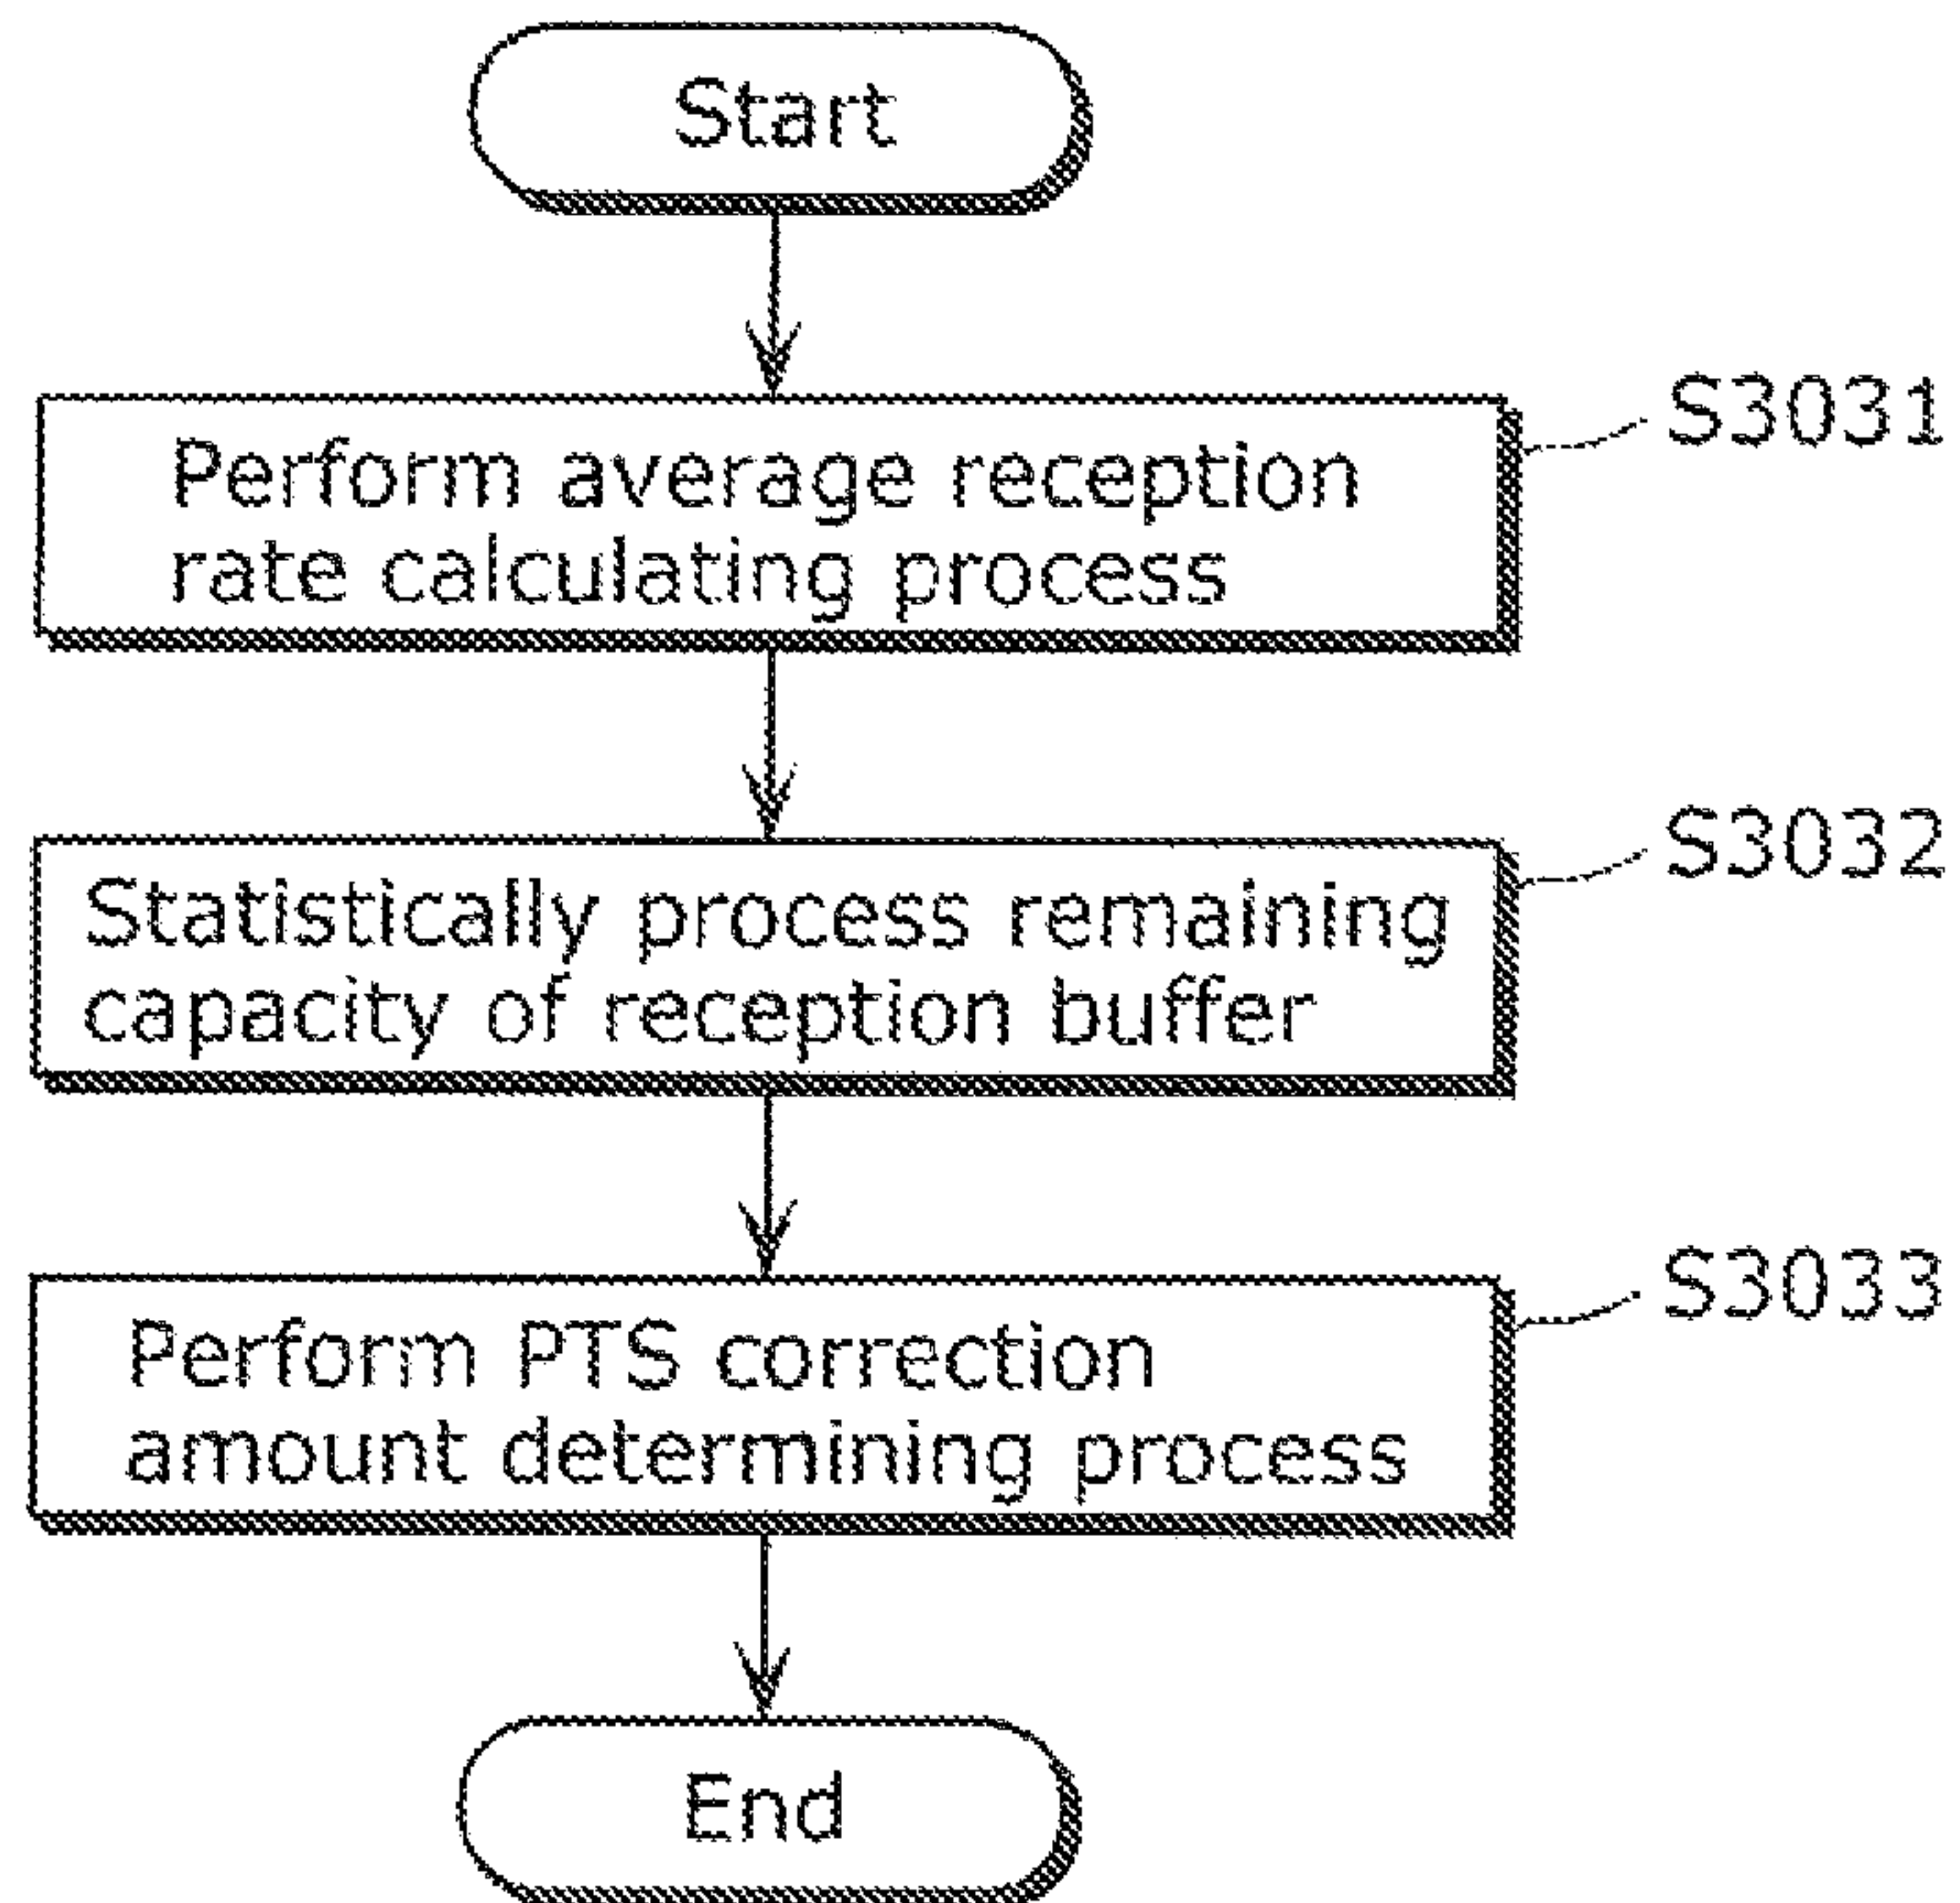 Start
Perform average reception
rate calculating process
S3031
Statistically process remaining
capacity of reception buffer
S3032
Perform PTS correction
amount determining process
S3033
End